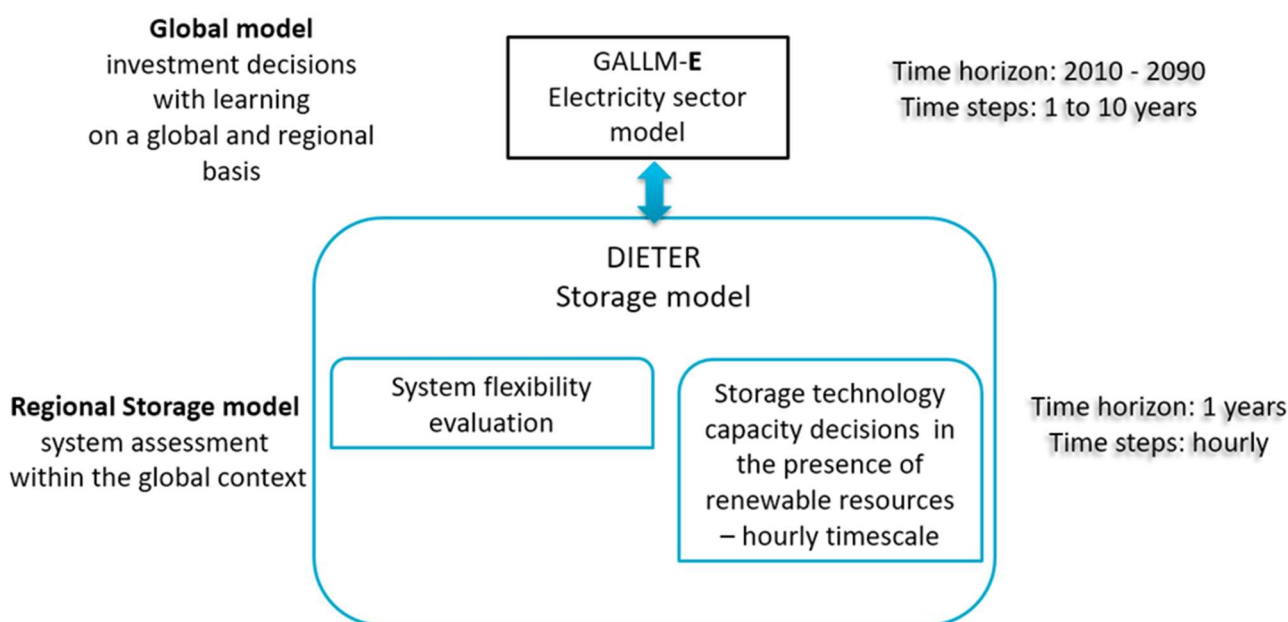 Global model
investment decisions
with learning
on a global and regional
basis
GALLM-E
Electricity sector
model
Time horizon: 2010 - 2090
Time steps: 1 to 10 years
DIETER
Storage model
System flexibility
evaluation
Storage technology
capacity decisions in
the presence of
renewable resources
– hourly timescale
Regional Storage model
system assessment
within the global context
Time horizon: 1 years
Time steps: hourly